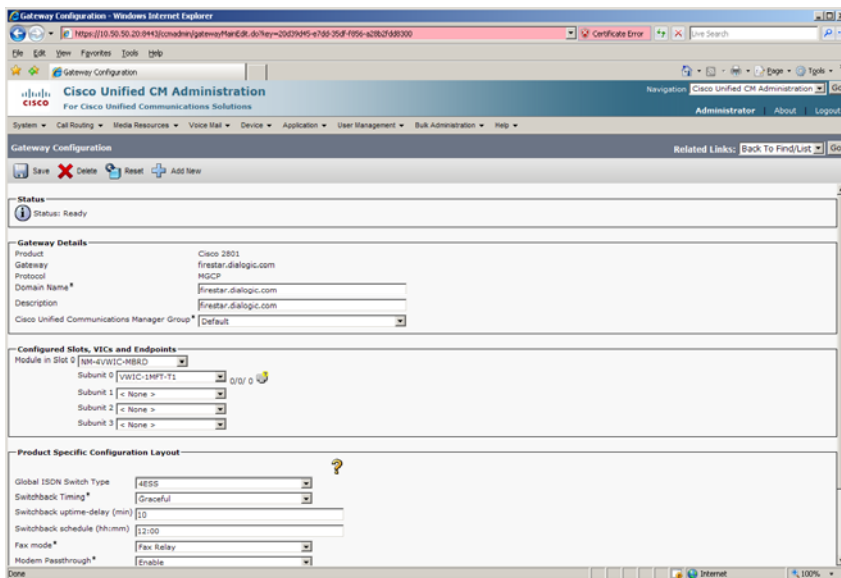 Gateway Configuration - Windows Internet Explorer
https://10.50.50.20:8443/ccmadmin/gatewayMainEdit.do?key=20d39d45-e7dd-35df-f856-a28b2fdd8300 Certificate Error Live Search
File Edit View Favorites Tools Help
Gateway Configuration Page Tools
cisco
Cisco Unified CM Administration
For Cisco Unified Communications Solutions
Navigation Cisco Unified CM Administration Go
Administrator About Logout
System Call Routing Media Resources Voice Mail Device Application User Management Bulk Administration Help
Gateway Configuration Related Links: Back To Find/List Go
Save Delete Reset Add New
Status
Status: Ready
Gateway Details
Product Cisco 2801
Gateway firestar.dialogic.com
Protocol MGCP
Domain Name* firestar.dialogic.com
Description firestar.dialogic.com
Cisco Unified Communications Manager Group* Default
Configured Slots, VICs and Endpoints
Module in Slot 0 NM-4VWIC-MBRD
Subunit 0 VWIC-1MFT-T1 0/0/ 0
Subunit 1 < None >
Subunit 2 < None >
Subunit 3 < None >
Product Specific Configuration Layout
?
Global ISDN Switch Type 4ESS
Switchback Timing* Graceful
Switchback uptime-delay (min) 10
Switchback schedule (hh:mm) 12:00
Fax mode* Fax Relay
Modem Passthrough* Enable
Done Internet 100%